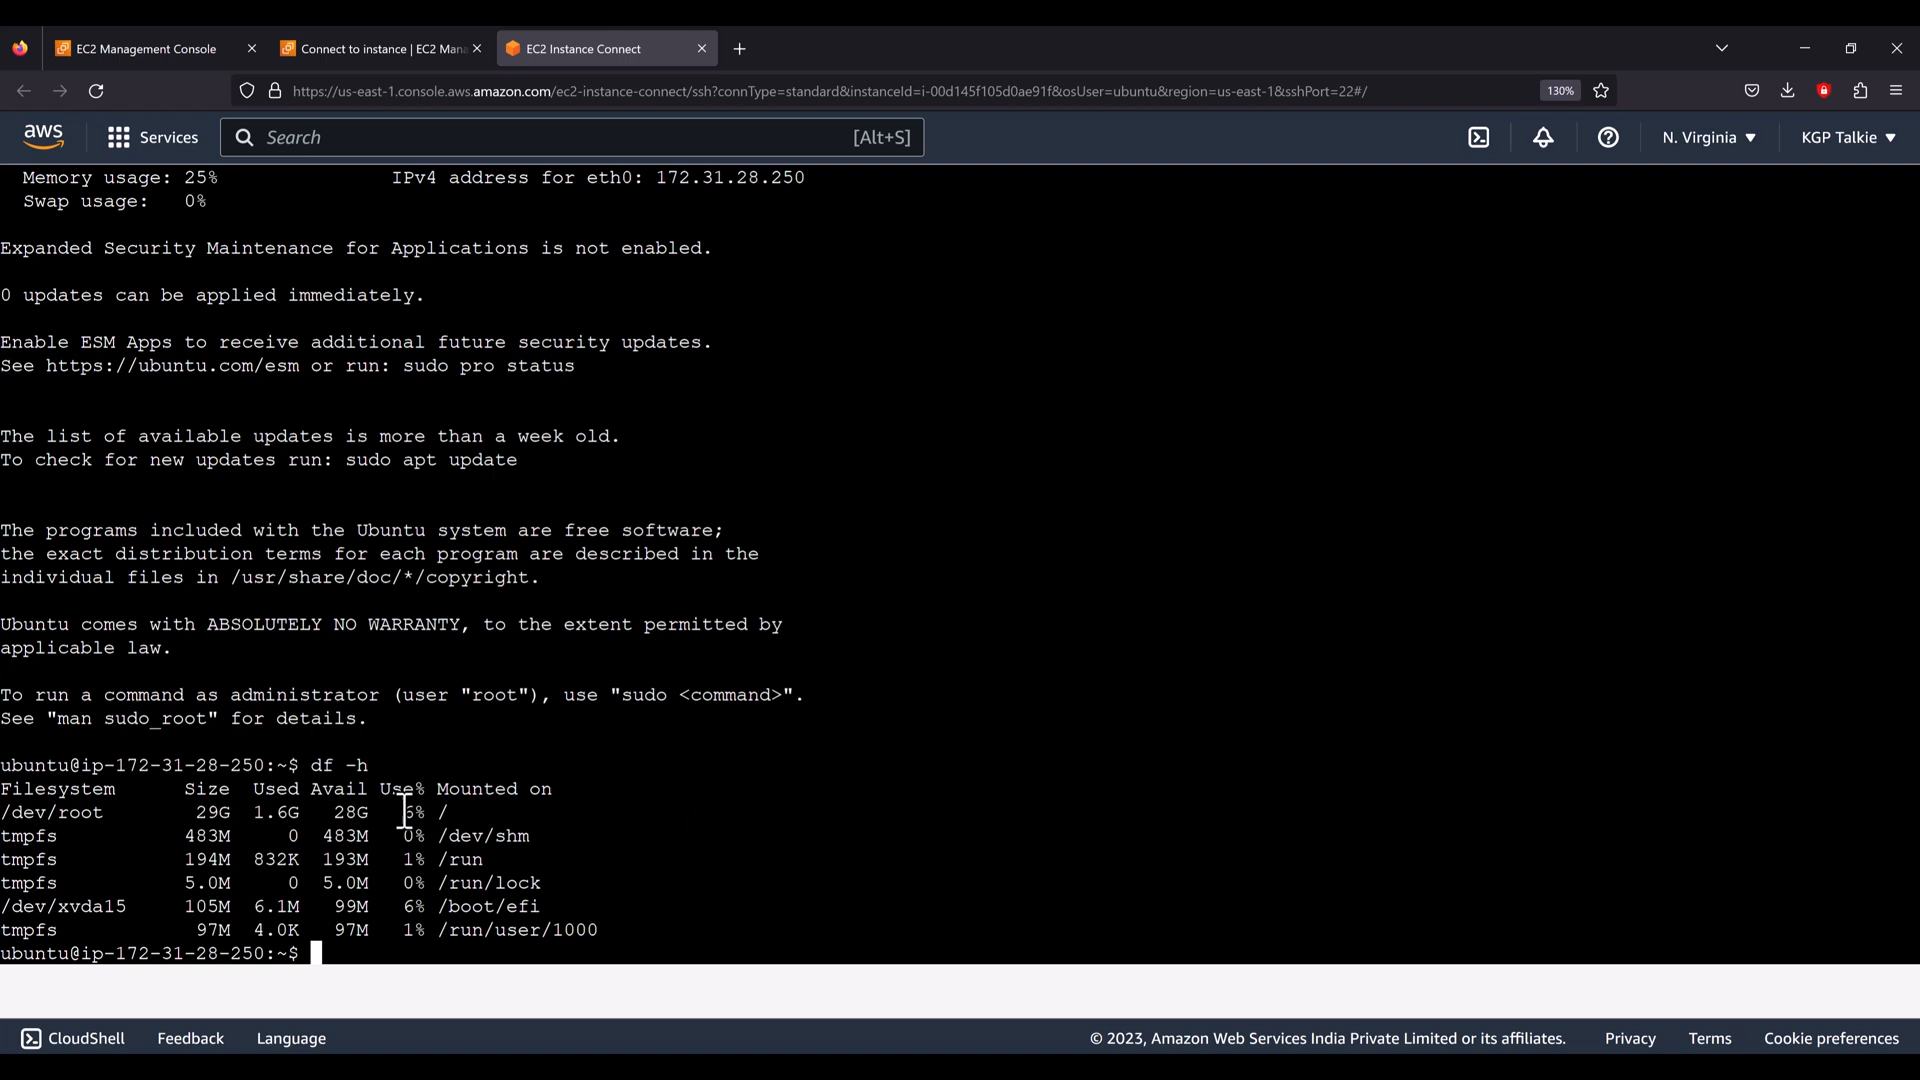 EC2 Management Console
Connect to instance | EC2 Mana
EC2 Instance Connect
https://us-east-1.console.aws.amazon.com/ec2-instance-connect/ssh?connType=standard&instanceId=i-00d145f105d0ae91f&osUser=ubuntu&region=us-east-1&sshPort=22#/
130%
aws
Services
Search
[Alt+S]
N. Virginia
KGP Talkie
Memory usage: 25% IPv4 address for eth0: 172.31.28.250
Swap usage: 0%
Expanded Security Maintenance for Applications is not enabled.
0 updates can be applied immediately.
Enable ESM Apps to receive additional future security updates.
See https://ubuntu.com/esm or run: sudo pro status
The list of available updates is more than a week old.
To check for new updates run: sudo apt update
The programs included with the Ubuntu system are free software;
the exact distribution terms for each program are described in the
individual files in /usr/share/doc/*/copyright.
Ubuntu comes with ABSOLUTELY NO WARRANTY, to the extent permitted by
applicable law.
To run a command as administrator (user "root"), use "sudo <command>".
See "man sudo_root" for details.
ubuntu@ip-172-31-28-250:~$ df -h
Filesystem Size Used Avail Use% Mounted on
/dev/root 29G 1.6G 28G 6% /
tmpfs 483M 0 483M 0% /dev/shm
tmpfs 194M 832K 193M 1% /run
tmpfs 5.0M 0 5.0M 0% /run/lock
/dev/xvda15 105M 6.1M 99M 6% /boot/efi
tmpfs 97M 4.0K 97M 1% /run/user/1000
ubuntu@ip-172-31-28-250:~$
CloudShell
Feedback
Language
© 2023, Amazon Web Services India Private Limited or its affiliates.
Privacy
Terms
Cookie preferences